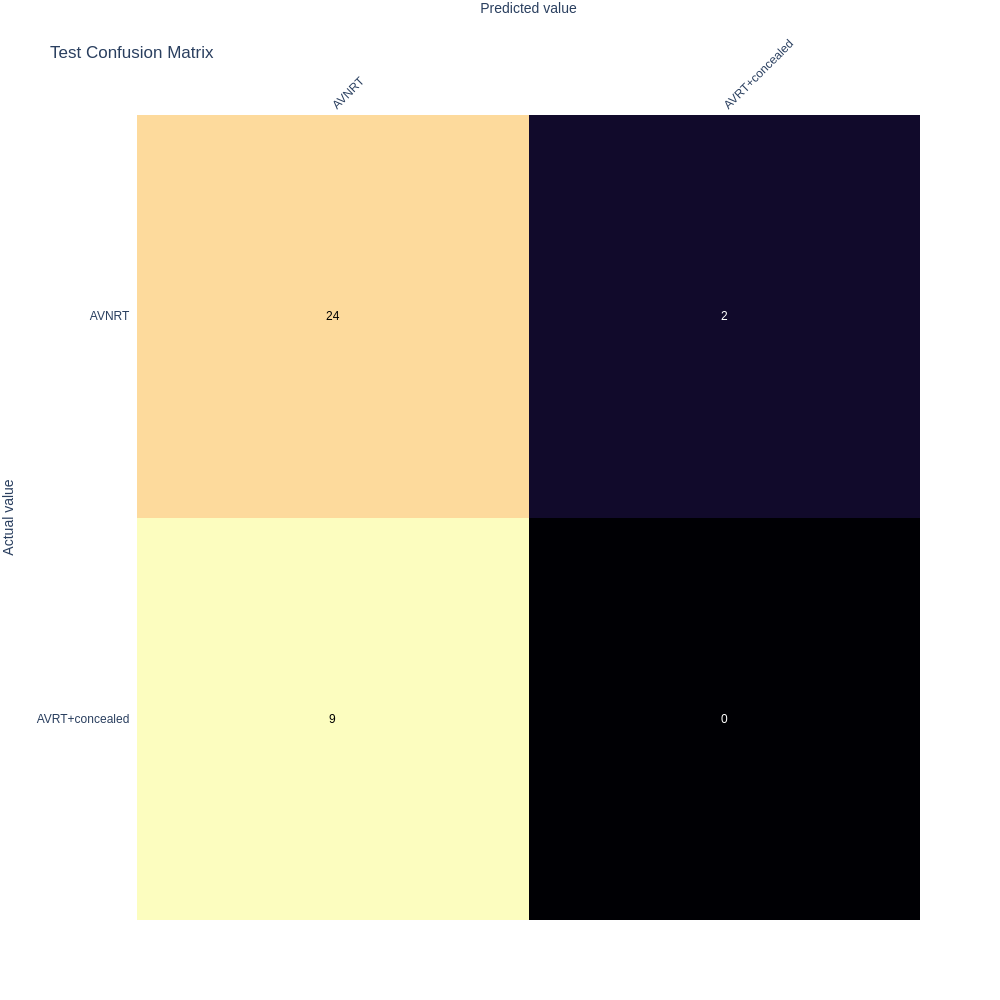 Predicted value
Test Confusion Matrix
AVNRT
AVRT+concealed
AVNRT
24
2
Actual value
AVRT+concealed
9
0